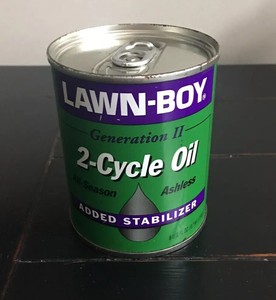 LAWN-BOY®
Generation II
2-Cycle Oil
All-Season Ashless
ADDED STABILIZER